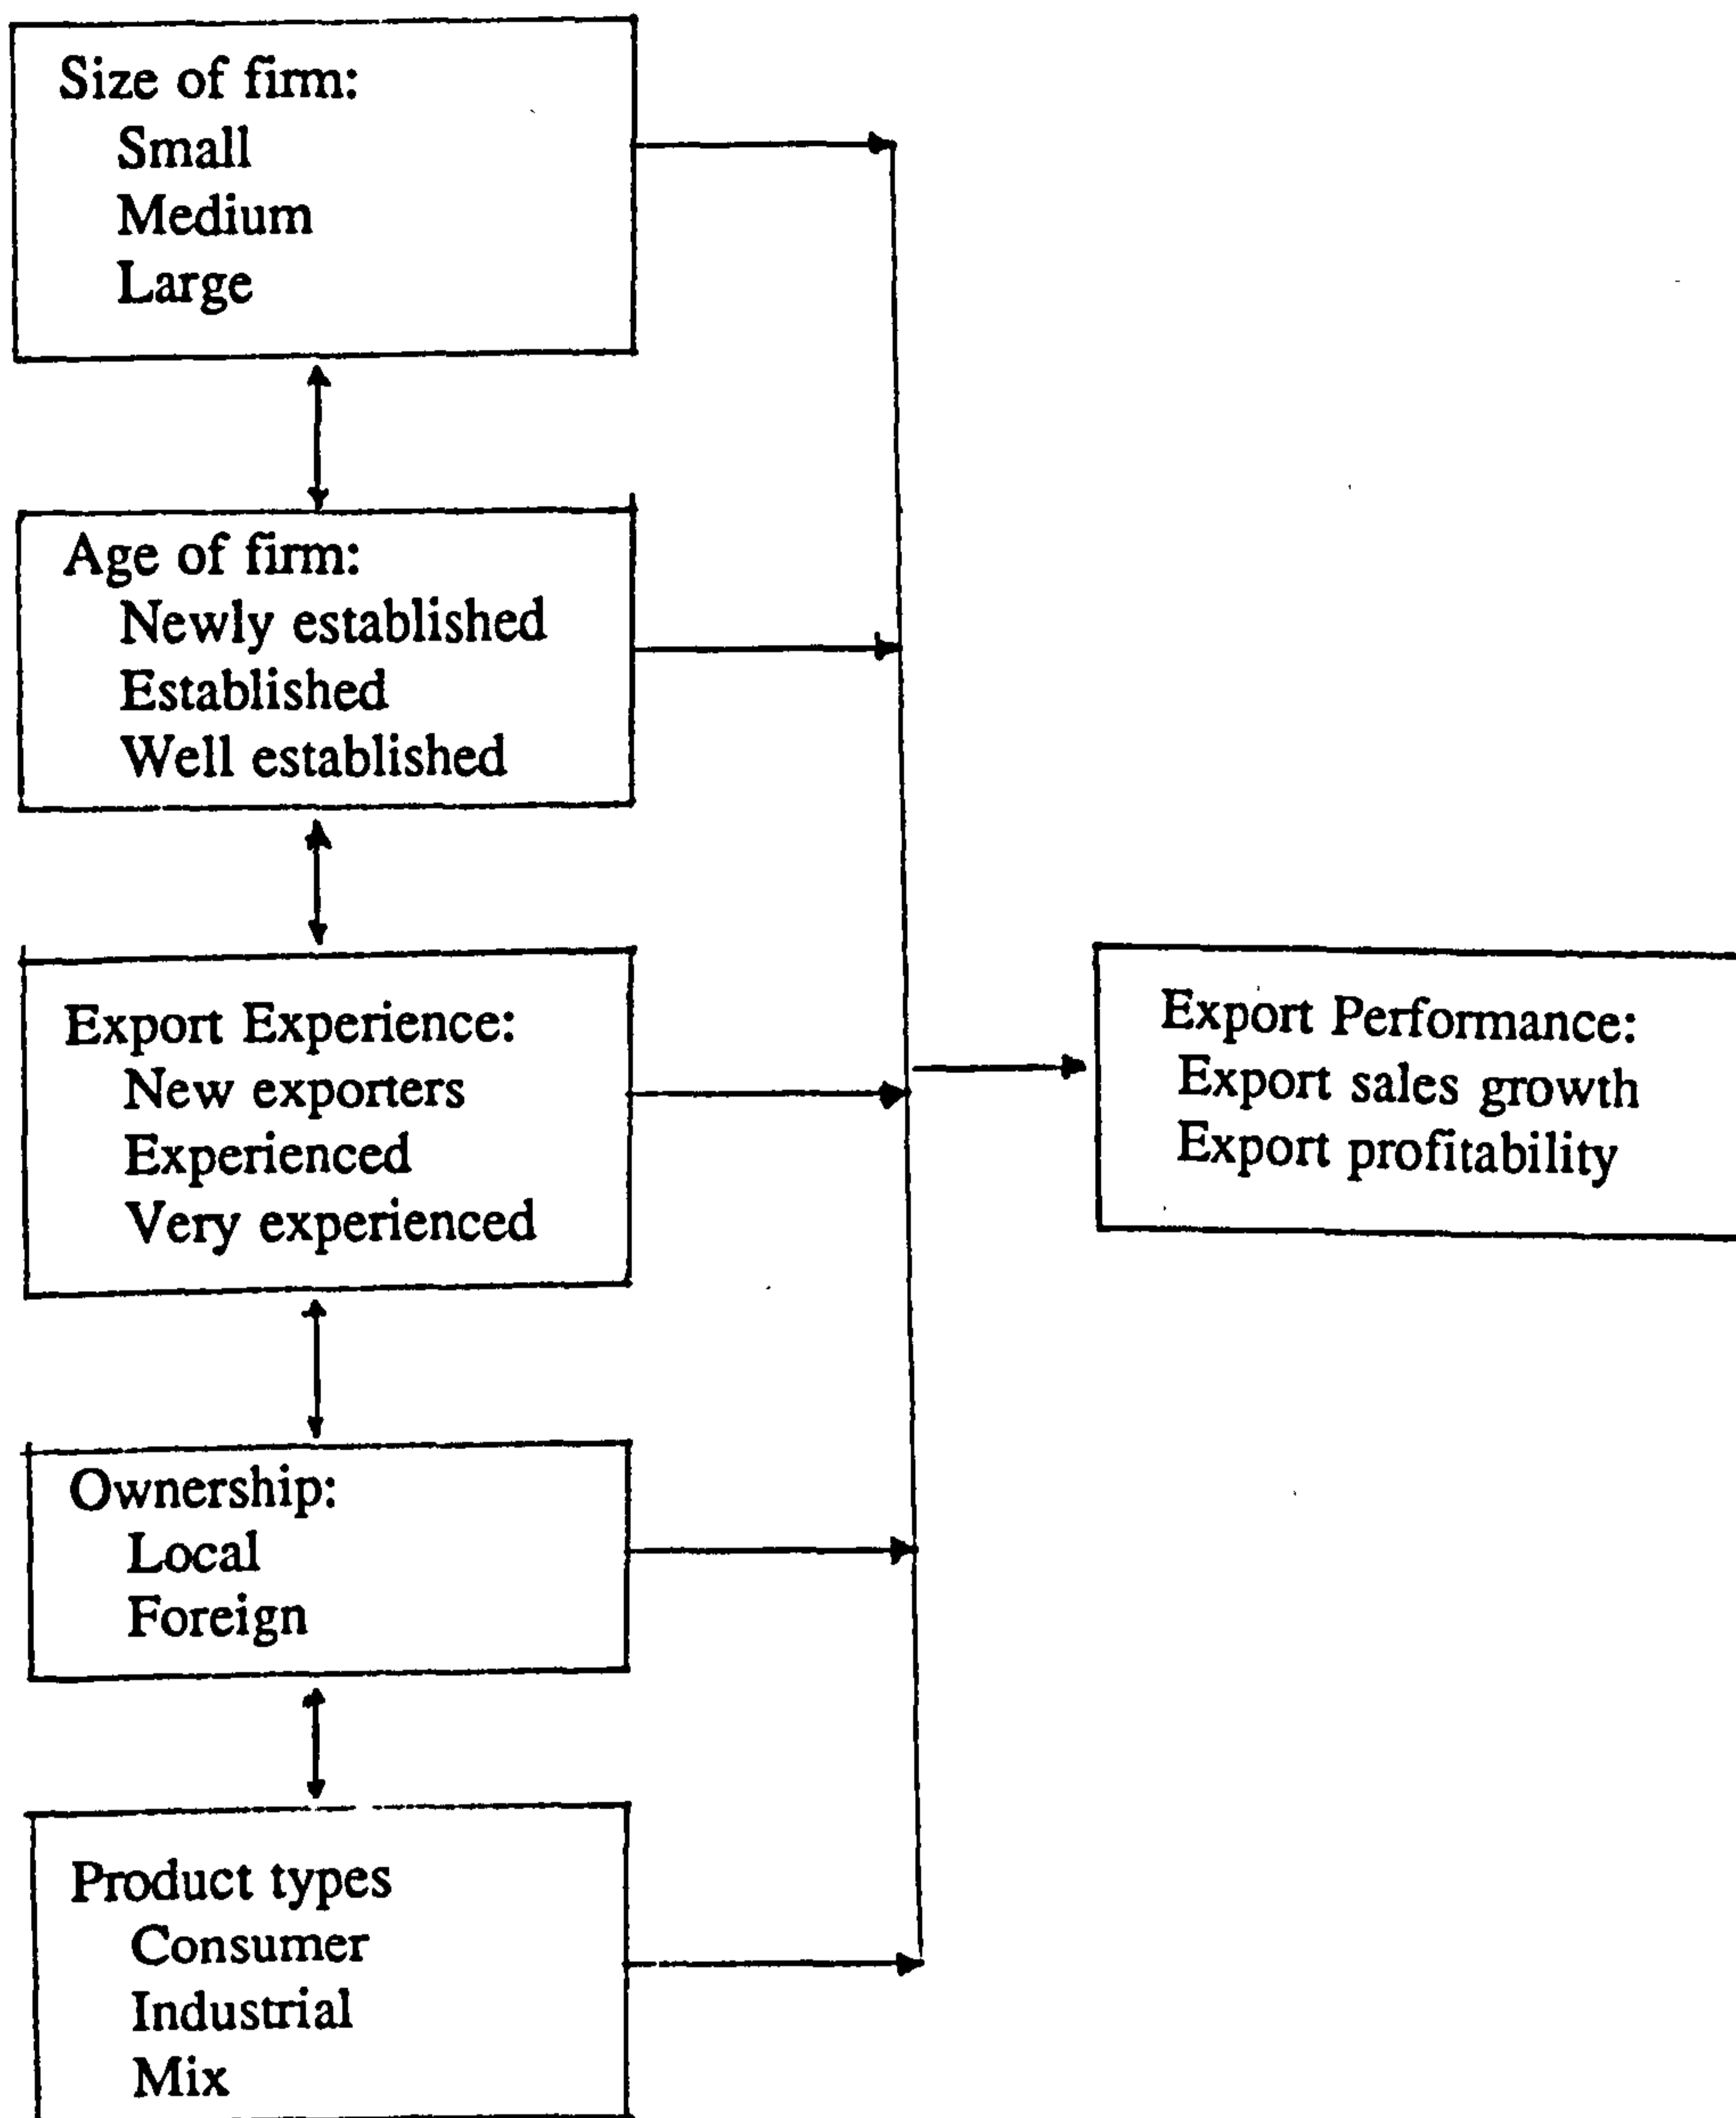 Size of firm:
Small
Medium
Large
Age of firm:
Newly established
Established
Well established
Export Experience:
New exporters
Experienced
Very experienced
Ownership:
Local
Foreign
Product types
Consumer
Industrial
Mix
Export Performance:
Export sales growth
Export profitability